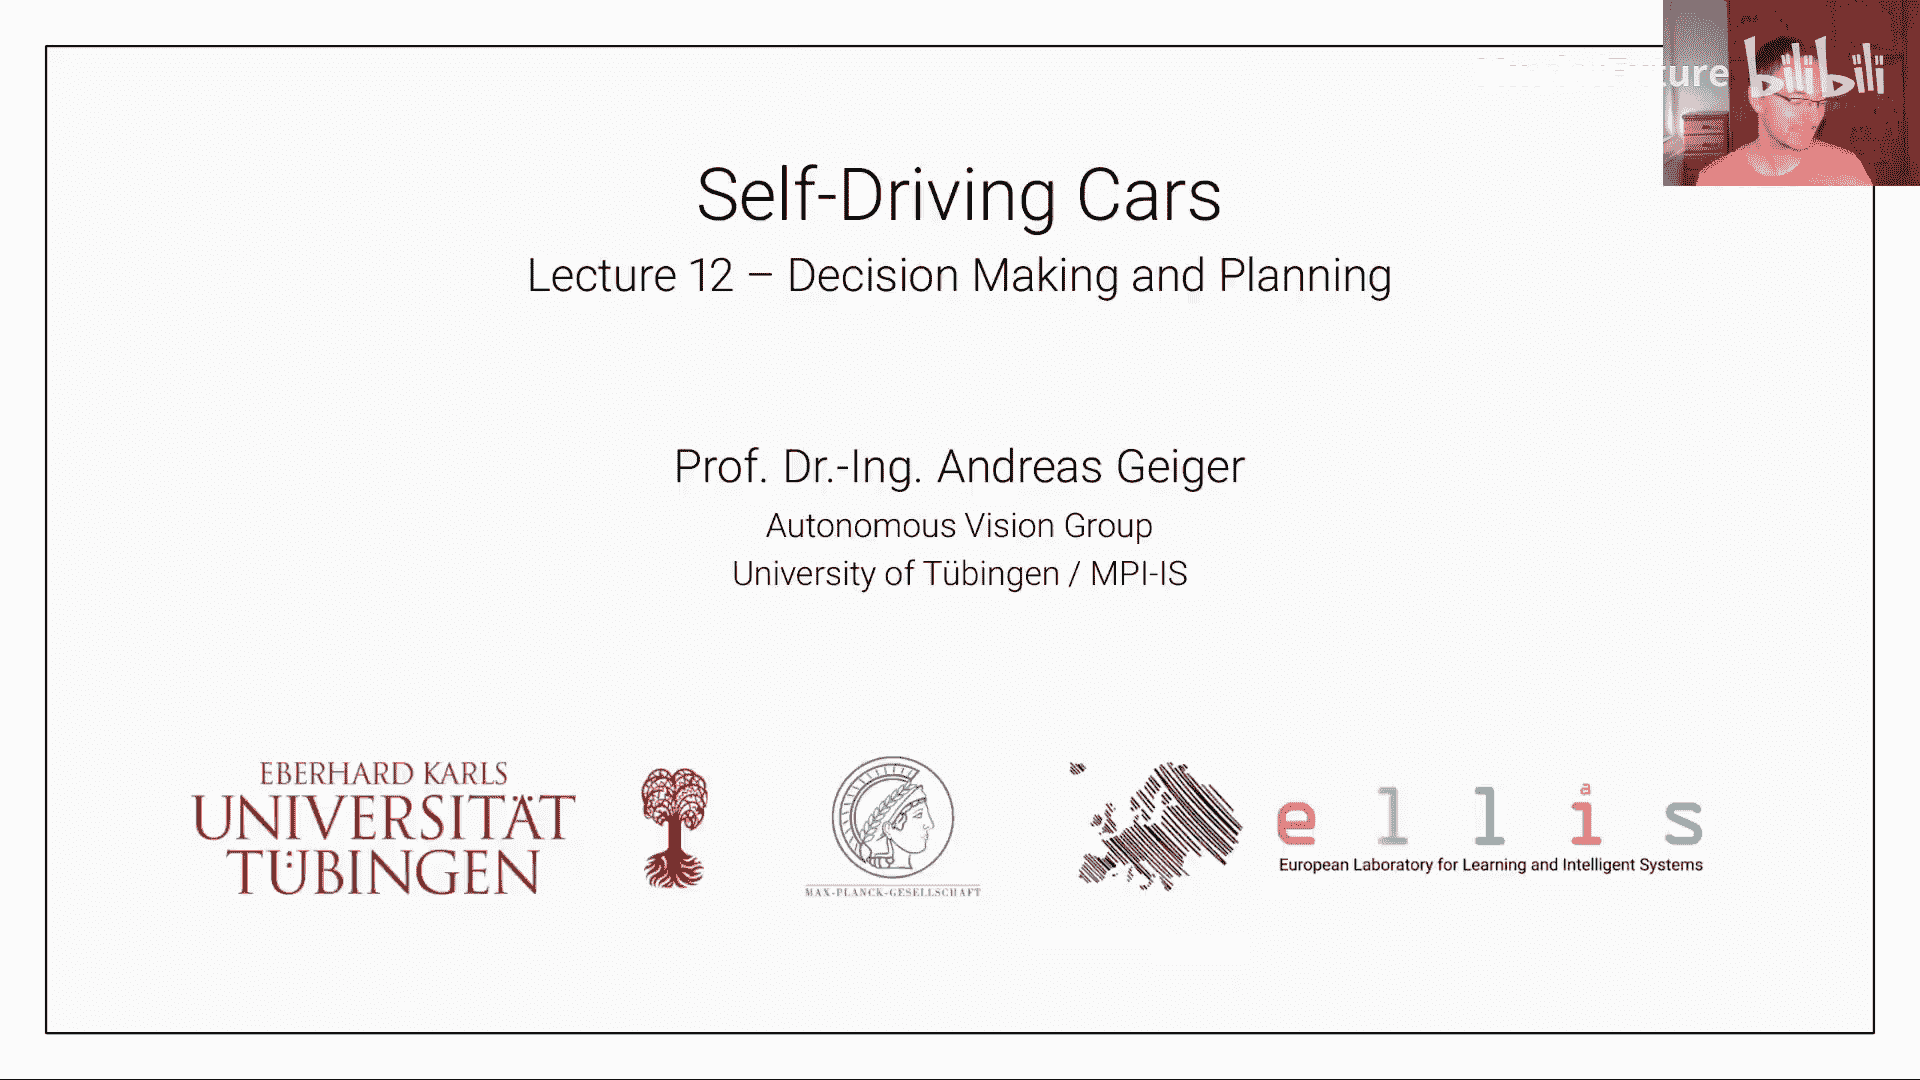 Self-Driving Cars
Lecture 12 – Decision Making and Planning
Prof. Dr.-Ing. Andreas Geiger
Autonomous Vision Group
University of Tübingen / MPI-IS
EBERHARD KARLS
UNIVERSITÄT
TÜBINGEN
MAX-PLANCK-GESELLSCHAFT
ellis
European Laboratory for Learning and Intelligent Systems
bilibili